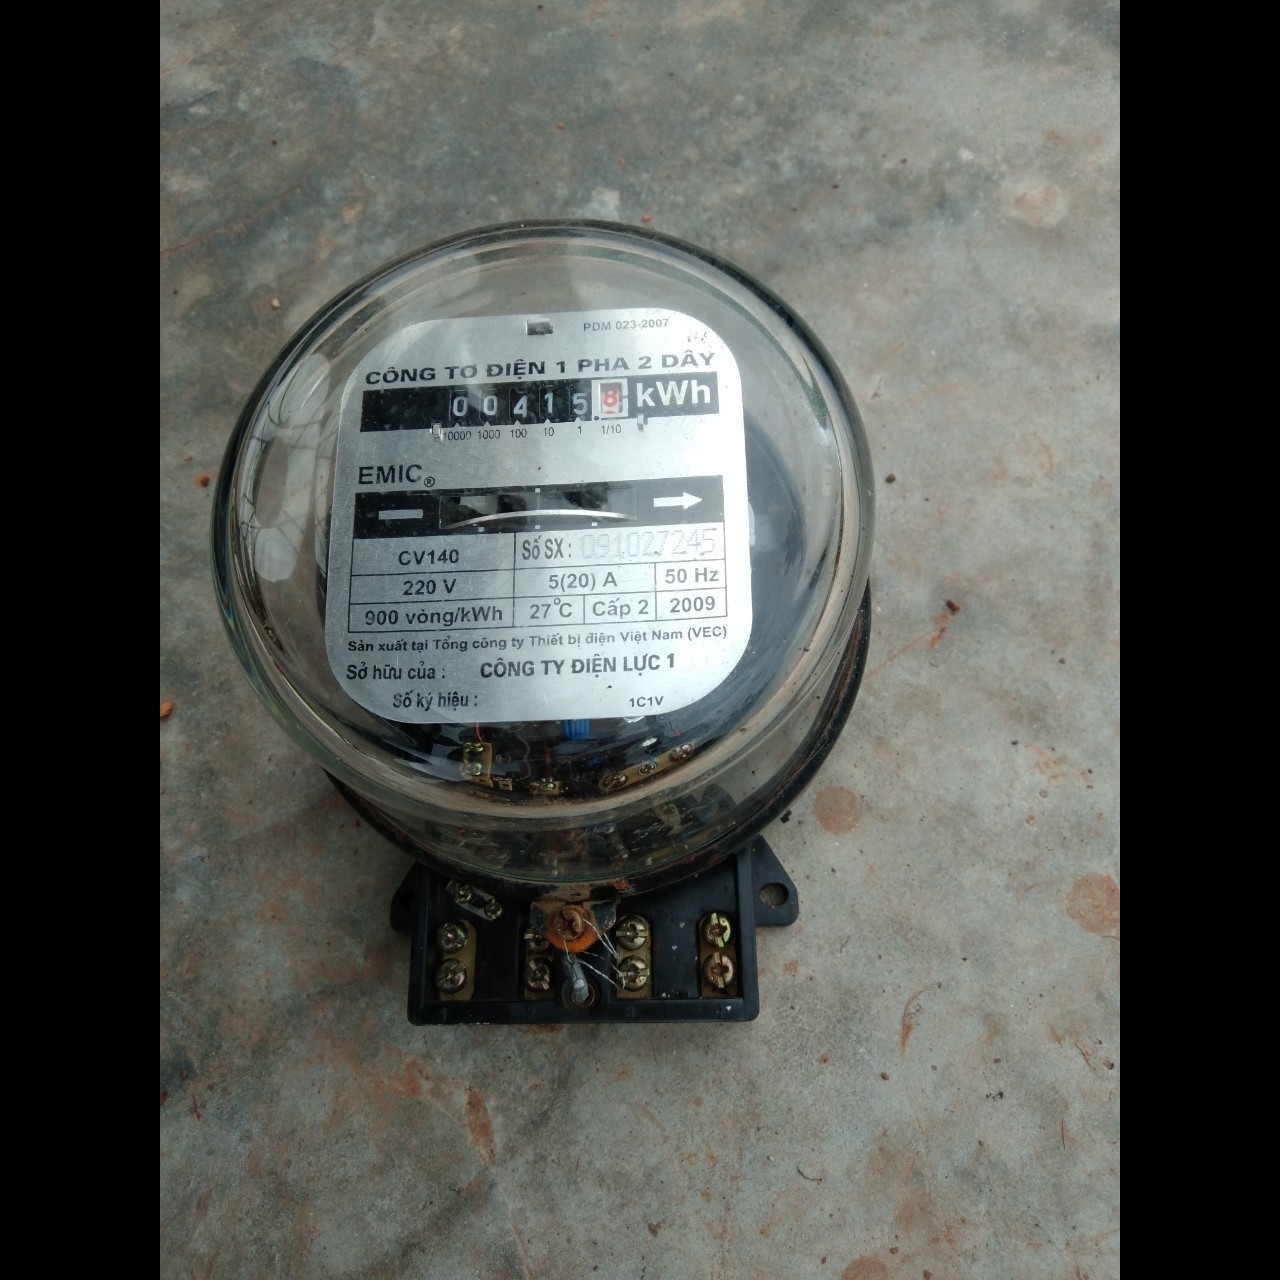 PDM 023-2007
CÔNG TƠ ĐIỆN 1 PHA 2 DÂY
0 0 4 1 5 8 kWh
10000 1000 100 10 1 1/10
EMIC®
CV140 Số SX : 091027245
220 V 5(20) A 50 Hz
900 vòng/kWh 27°C Cấp 2 2009
Sản xuất tại Tổng công ty Thiết bị điện Việt Nam (VEC)
Sở hữu của : CÔNG TY ĐIỆN LỰC 1
Số ký hiệu : 1C1V